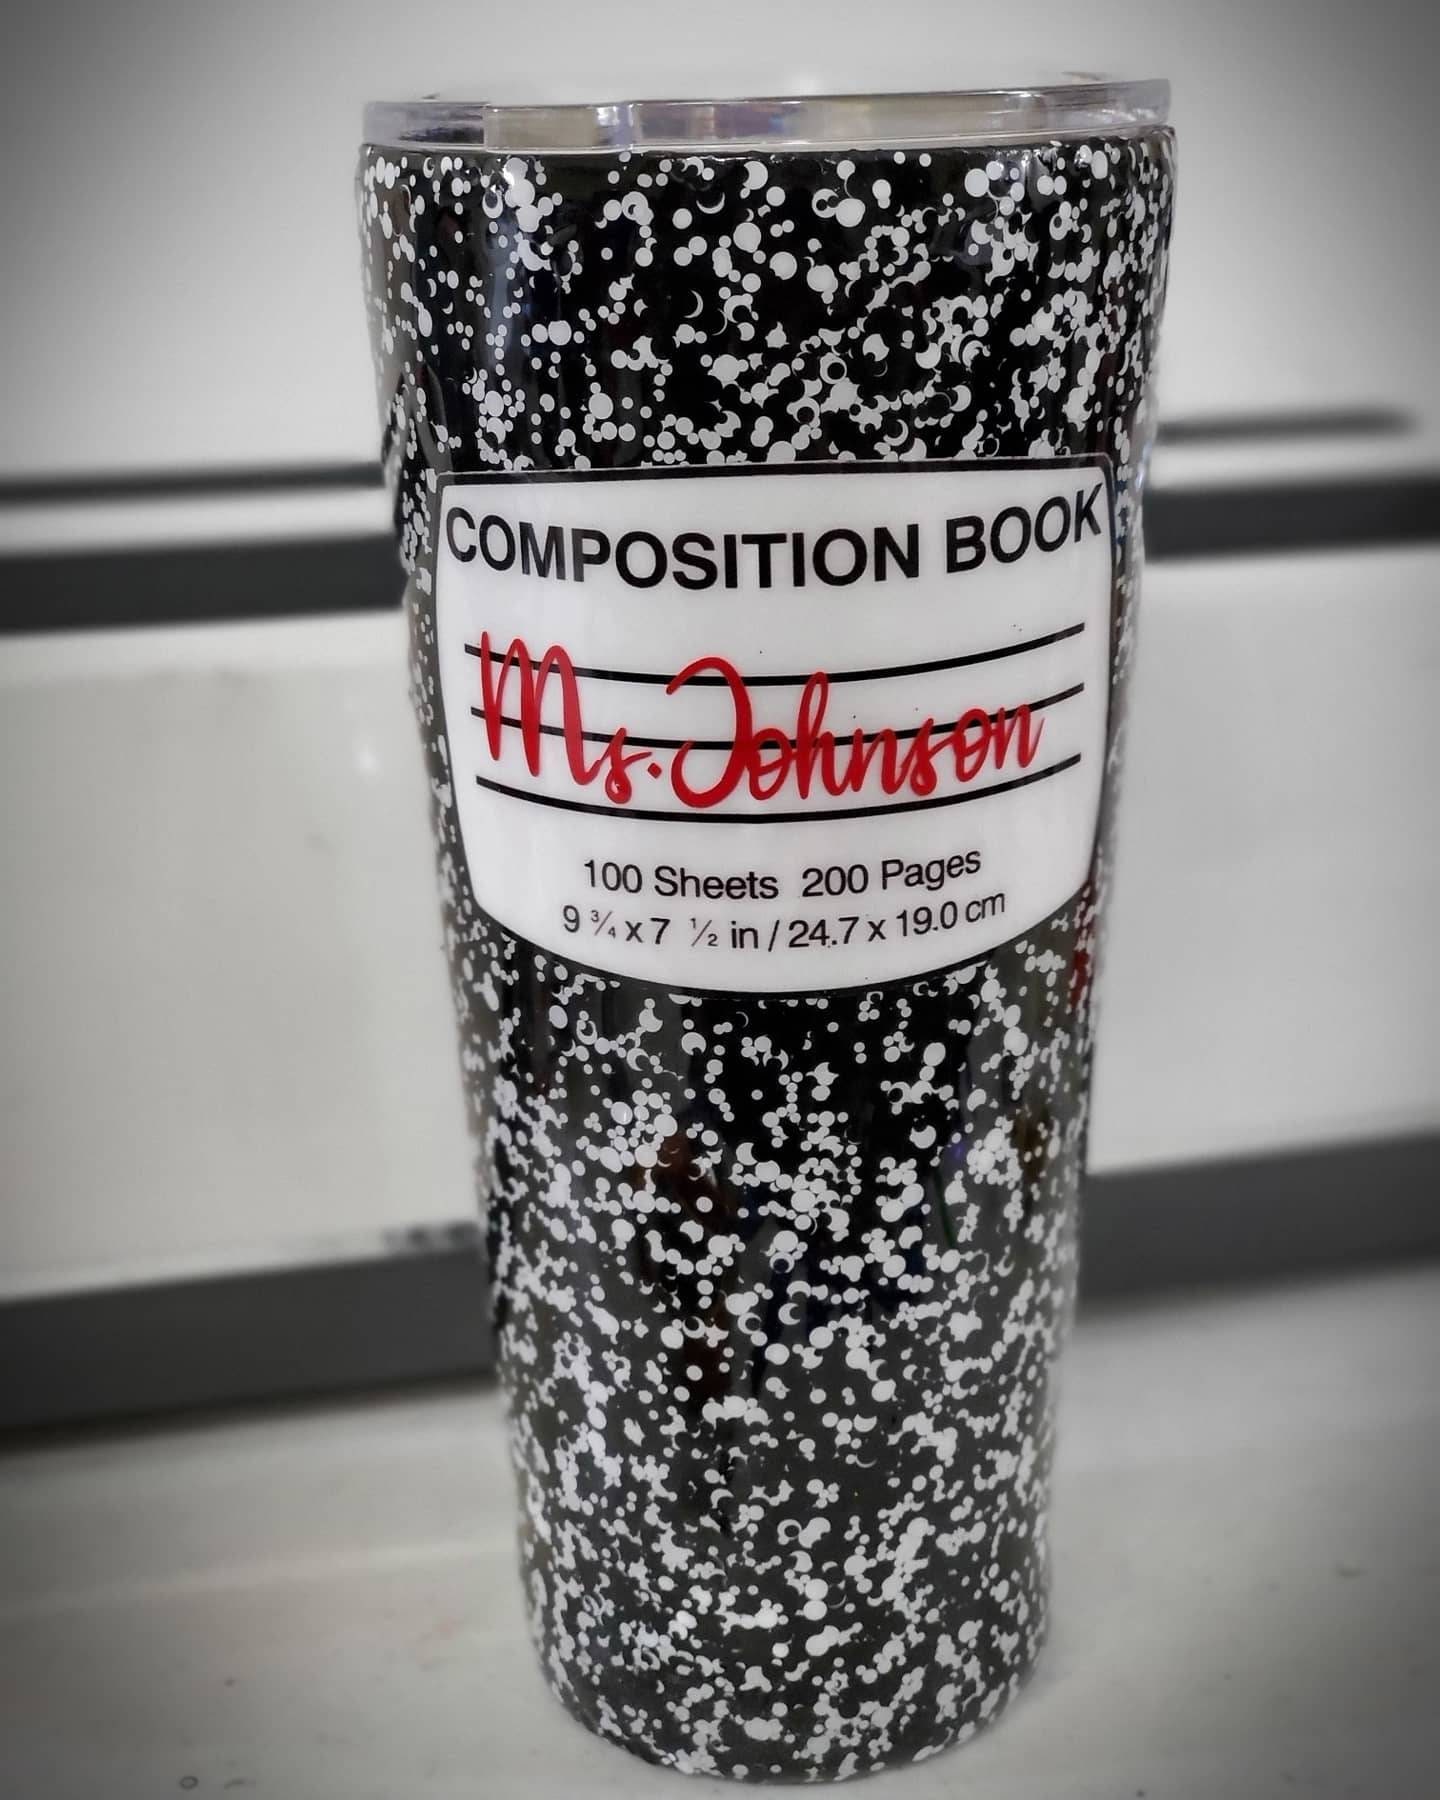 COMPOSITION BOOK
Ms. Johnson
100 Sheets 200 Pages
9 ¾ x 7 ½ in / 24.7 x 19.0 cm